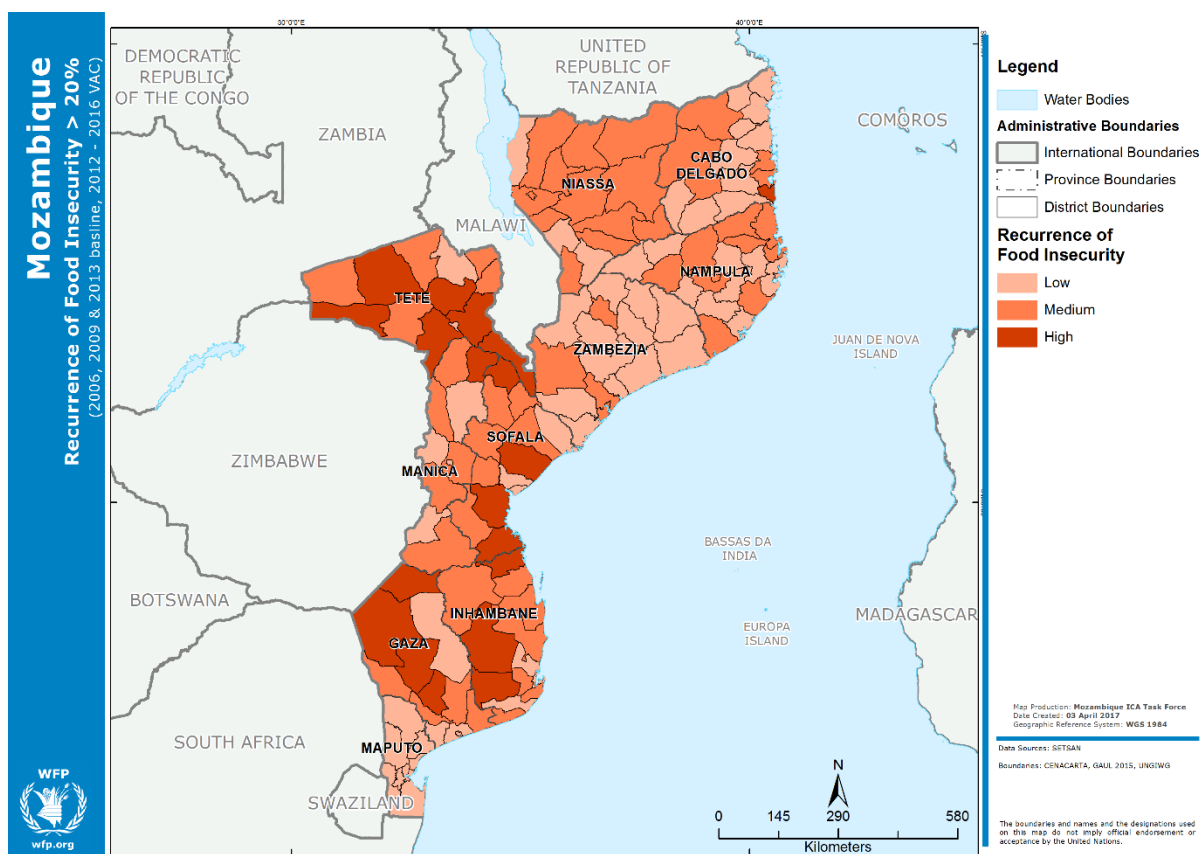 Mozambique
Recurrence of Food Insecurity > 20%
(2006, 2009 & 2013 basline, 2012 - 2016 VAC)
WFP
wfp.org
30°0'0"E
40°0'0"E
DEMOCRATIC
REPUBLIC
OF THE CONGO
UNITED
REPUBLIC OF
TANZANIA
COMOROS
ZAMBIA
CABO
DELGADO
NIASSA
MALAWI
NAMPULA
TETE
ZAMBEZIA
JUAN DE NOVA
ISLAND
SOFALA
ZIMBABWE
MANICA
BASSAS DA
INDIA
BOTSWANA
INHAMBANE
MADAGASCAR
EUROPA
ISLAND
GAZA
SOUTH AFRICA
MAPUTO
SWAZILAND
N
0 145 290 580
Kilometers
Legend
Water Bodies
Administrative Boundaries
International Boundaries
Province Boundaries
District Boundaries
Recurrence of
Food Insecurity
Low
Medium
High
Map Production: Mozambique ICA Task Force
Date Created: 03 April 2017
Geographic Reference System: WGS 1984
Data Sources: SETSAN
Boundaries: CENACARTA, GAUL 2015, UNGIWG
The boundaries and names and the designations used
on this map do not imply official endorsement or
acceptance by the United Nations.